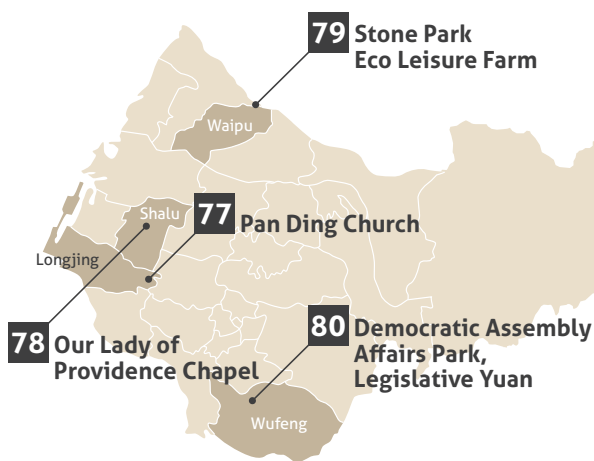 79 Stone Park
Eco Leisure Farm
Waipu
Shalu
77 Pan Ding Church
Longjing
78 Our Lady of
Providence Chapel
80 Democratic Assembly
Affairs Park,
Legislative Yuan
Wufeng